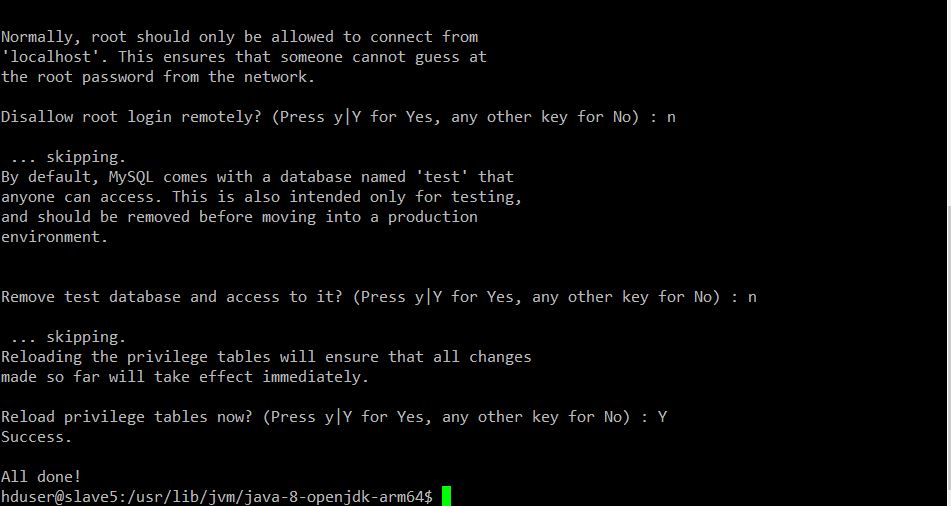 Normally, root should only be allowed to connect from
'localhost'. This ensures that someone cannot guess at
the root password from the network.
Disallow root login remotely? (Press y|Y for Yes, any other key for No) : n
... skipping.
By default, MySQL comes with a database named 'test' that
anyone can access. This is also intended only for testing,
and should be removed before moving into a production
environment.
Remove test database and access to it? (Press y|Y for Yes, any other key for No) : n
... skipping.
Reloading the privilege tables will ensure that all changes
made so far will take effect immediately.
Reload privilege tables now? (Press y|Y for Yes, any other key for No) : Y
Success.
All done!
hduser@slave5:/usr/lib/jvm/java-8-openjdk-arm64$